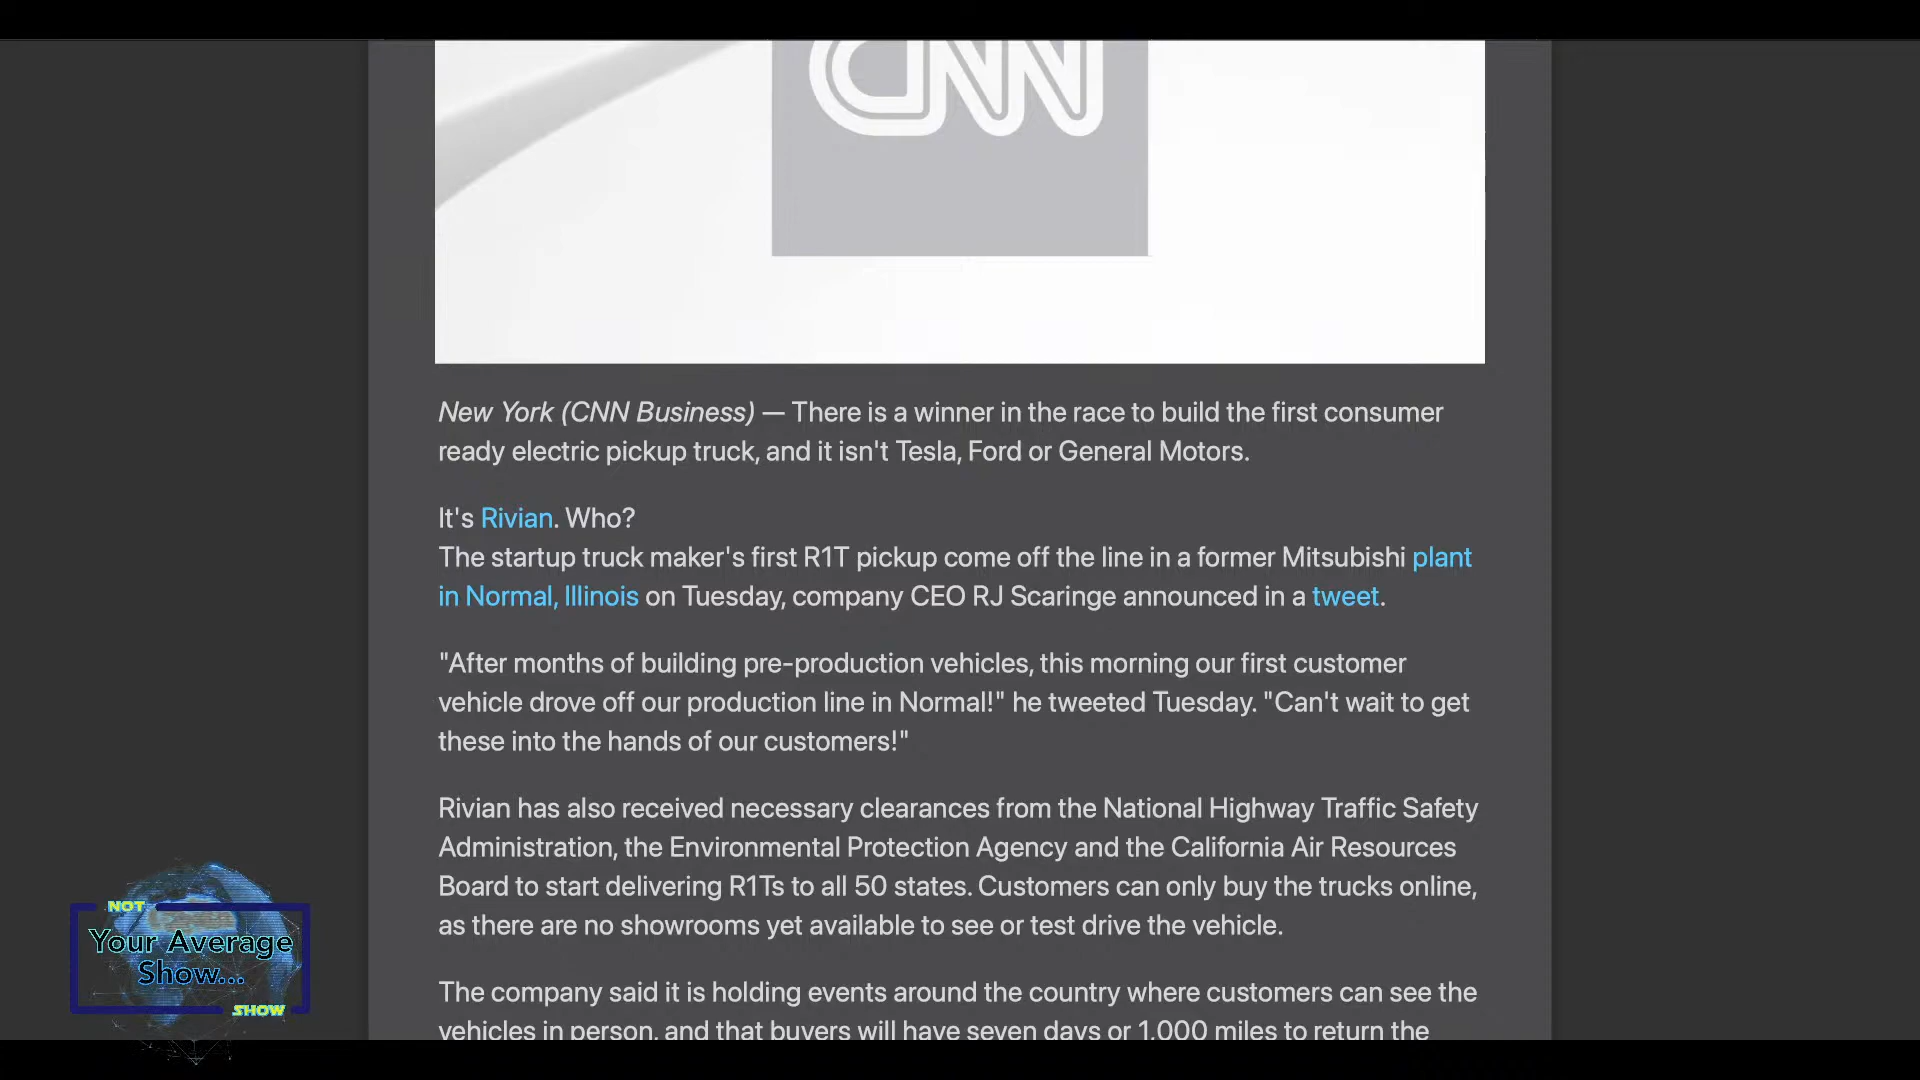 CNN
New York (CNN Business) — There is a winner in the race to build the first consumer
ready electric pickup truck, and it isn't Tesla, Ford or General Motors.
It's Rivian. Who?
The startup truck maker's first R1T pickup come off the line in a former Mitsubishi plant
in Normal, Illinois on Tuesday, company CEO RJ Scaringe announced in a tweet.
"After months of building pre-production vehicles, this morning our first customer
vehicle drove off our production line in Normal!" he tweeted Tuesday. "Can't wait to get
these into the hands of our customers!"
Rivian has also received necessary clearances from the National Highway Traffic Safety
Administration, the Environmental Protection Agency and the California Air Resources
Board to start delivering R1Ts to all 50 states. Customers can only buy the trucks online,
as there are no showrooms yet available to see or test drive the vehicle.
The company said it is holding events around the country where customers can see the
vehicles in person, and that buyers will have seven days or 1,000 miles to return the
NOT
Your Average
Show...
SHOW